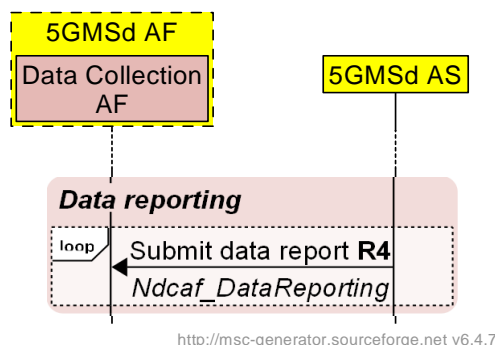 5GMSd AF
Data Collection
AF
5GMSd AS
Data reporting
loop
Submit data report R4
Ndcaf_DataReporting
http://msc-generator.sourceforge.net v6.4.7